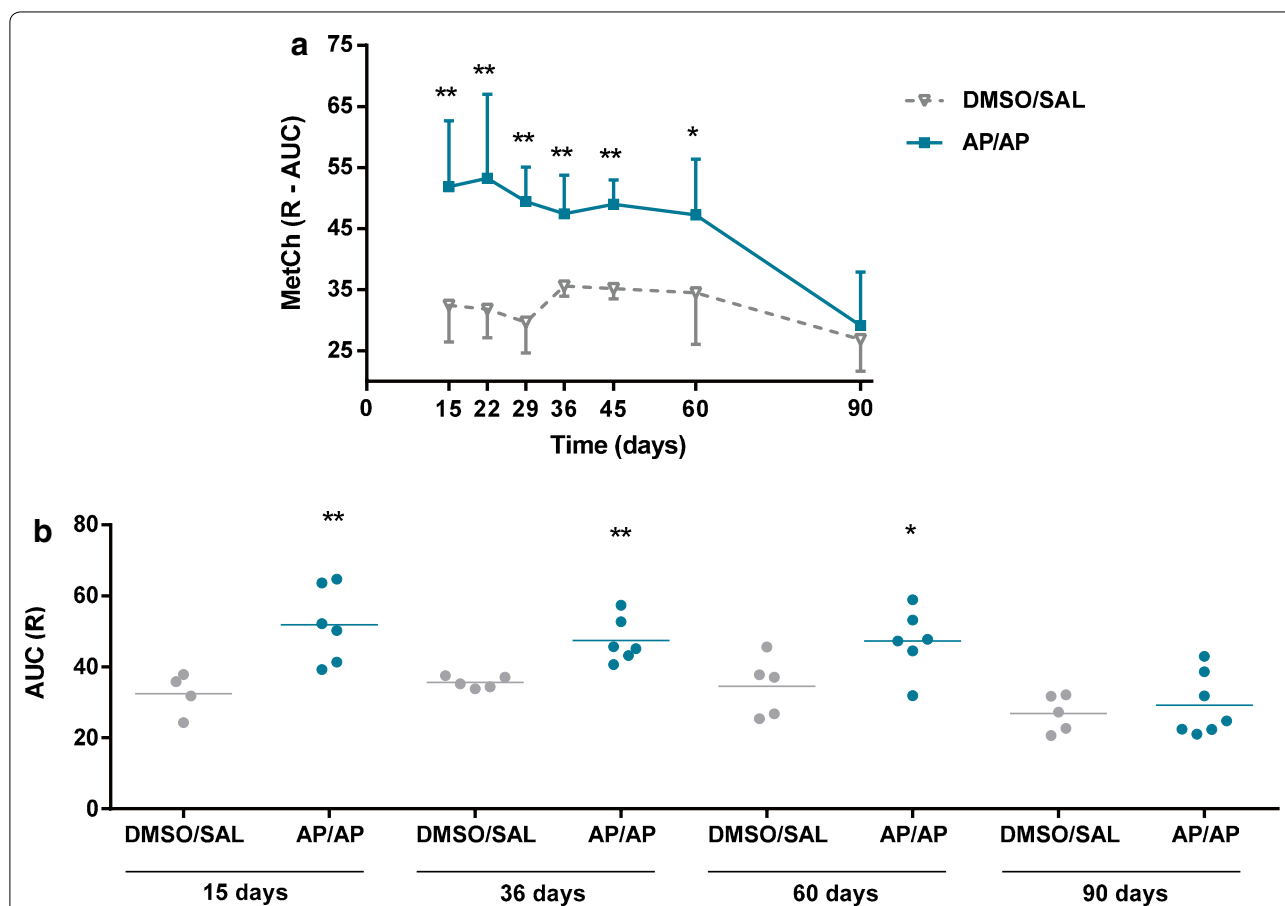 a
75
65
55
45
35
25
MetCh (R - AUC)
** ** ** ** ** *
0 15 22 29 36 45 60 90
Time (days)
DMSO/SAL
AP/AP
b
80
60
40
20
0
AUC (R)
** ** *
DMSO/SAL AP/AP DMSO/SAL AP/AP DMSO/SAL AP/AP DMSO/SAL AP/AP
15 days 36 days 60 days 90 days